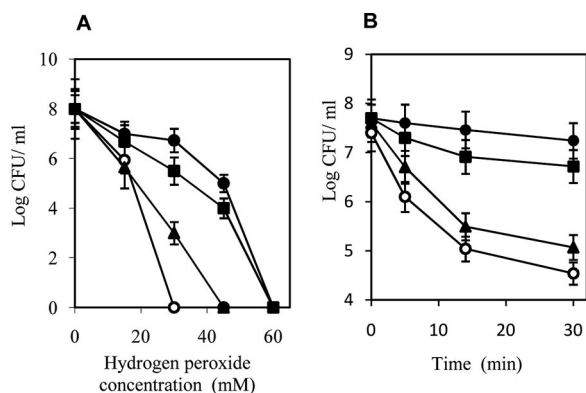 A
10
8
6
4
2
0
Log CFU/ ml
0 20 40 60
Hydrogen peroxide
concentration (mM)
B
9
8
7
6
5
4
Log CFU/ ml
0 10 20 30
Time (min)